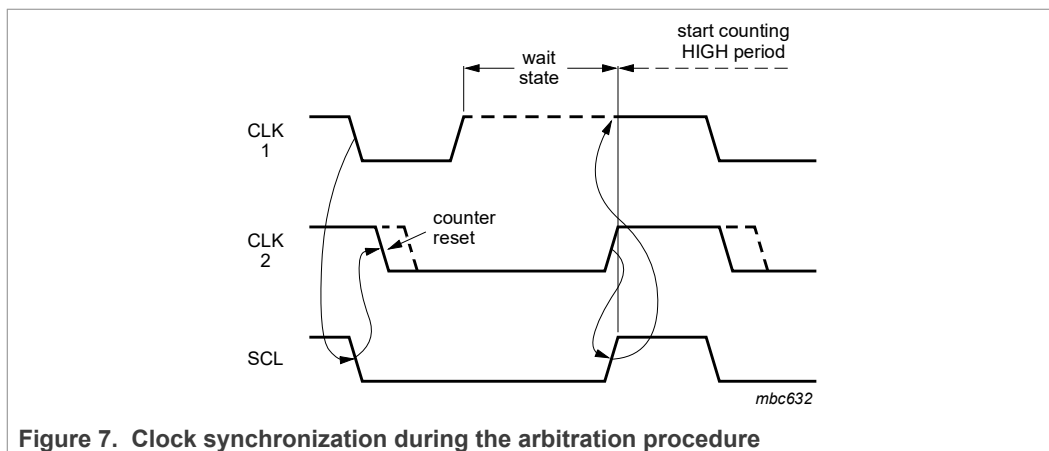 start counting
HIGH period
wait
state
CLK
1
counter
reset
CLK
2
SCL
mbc632
Figure 7. Clock synchronization during the arbitration procedure